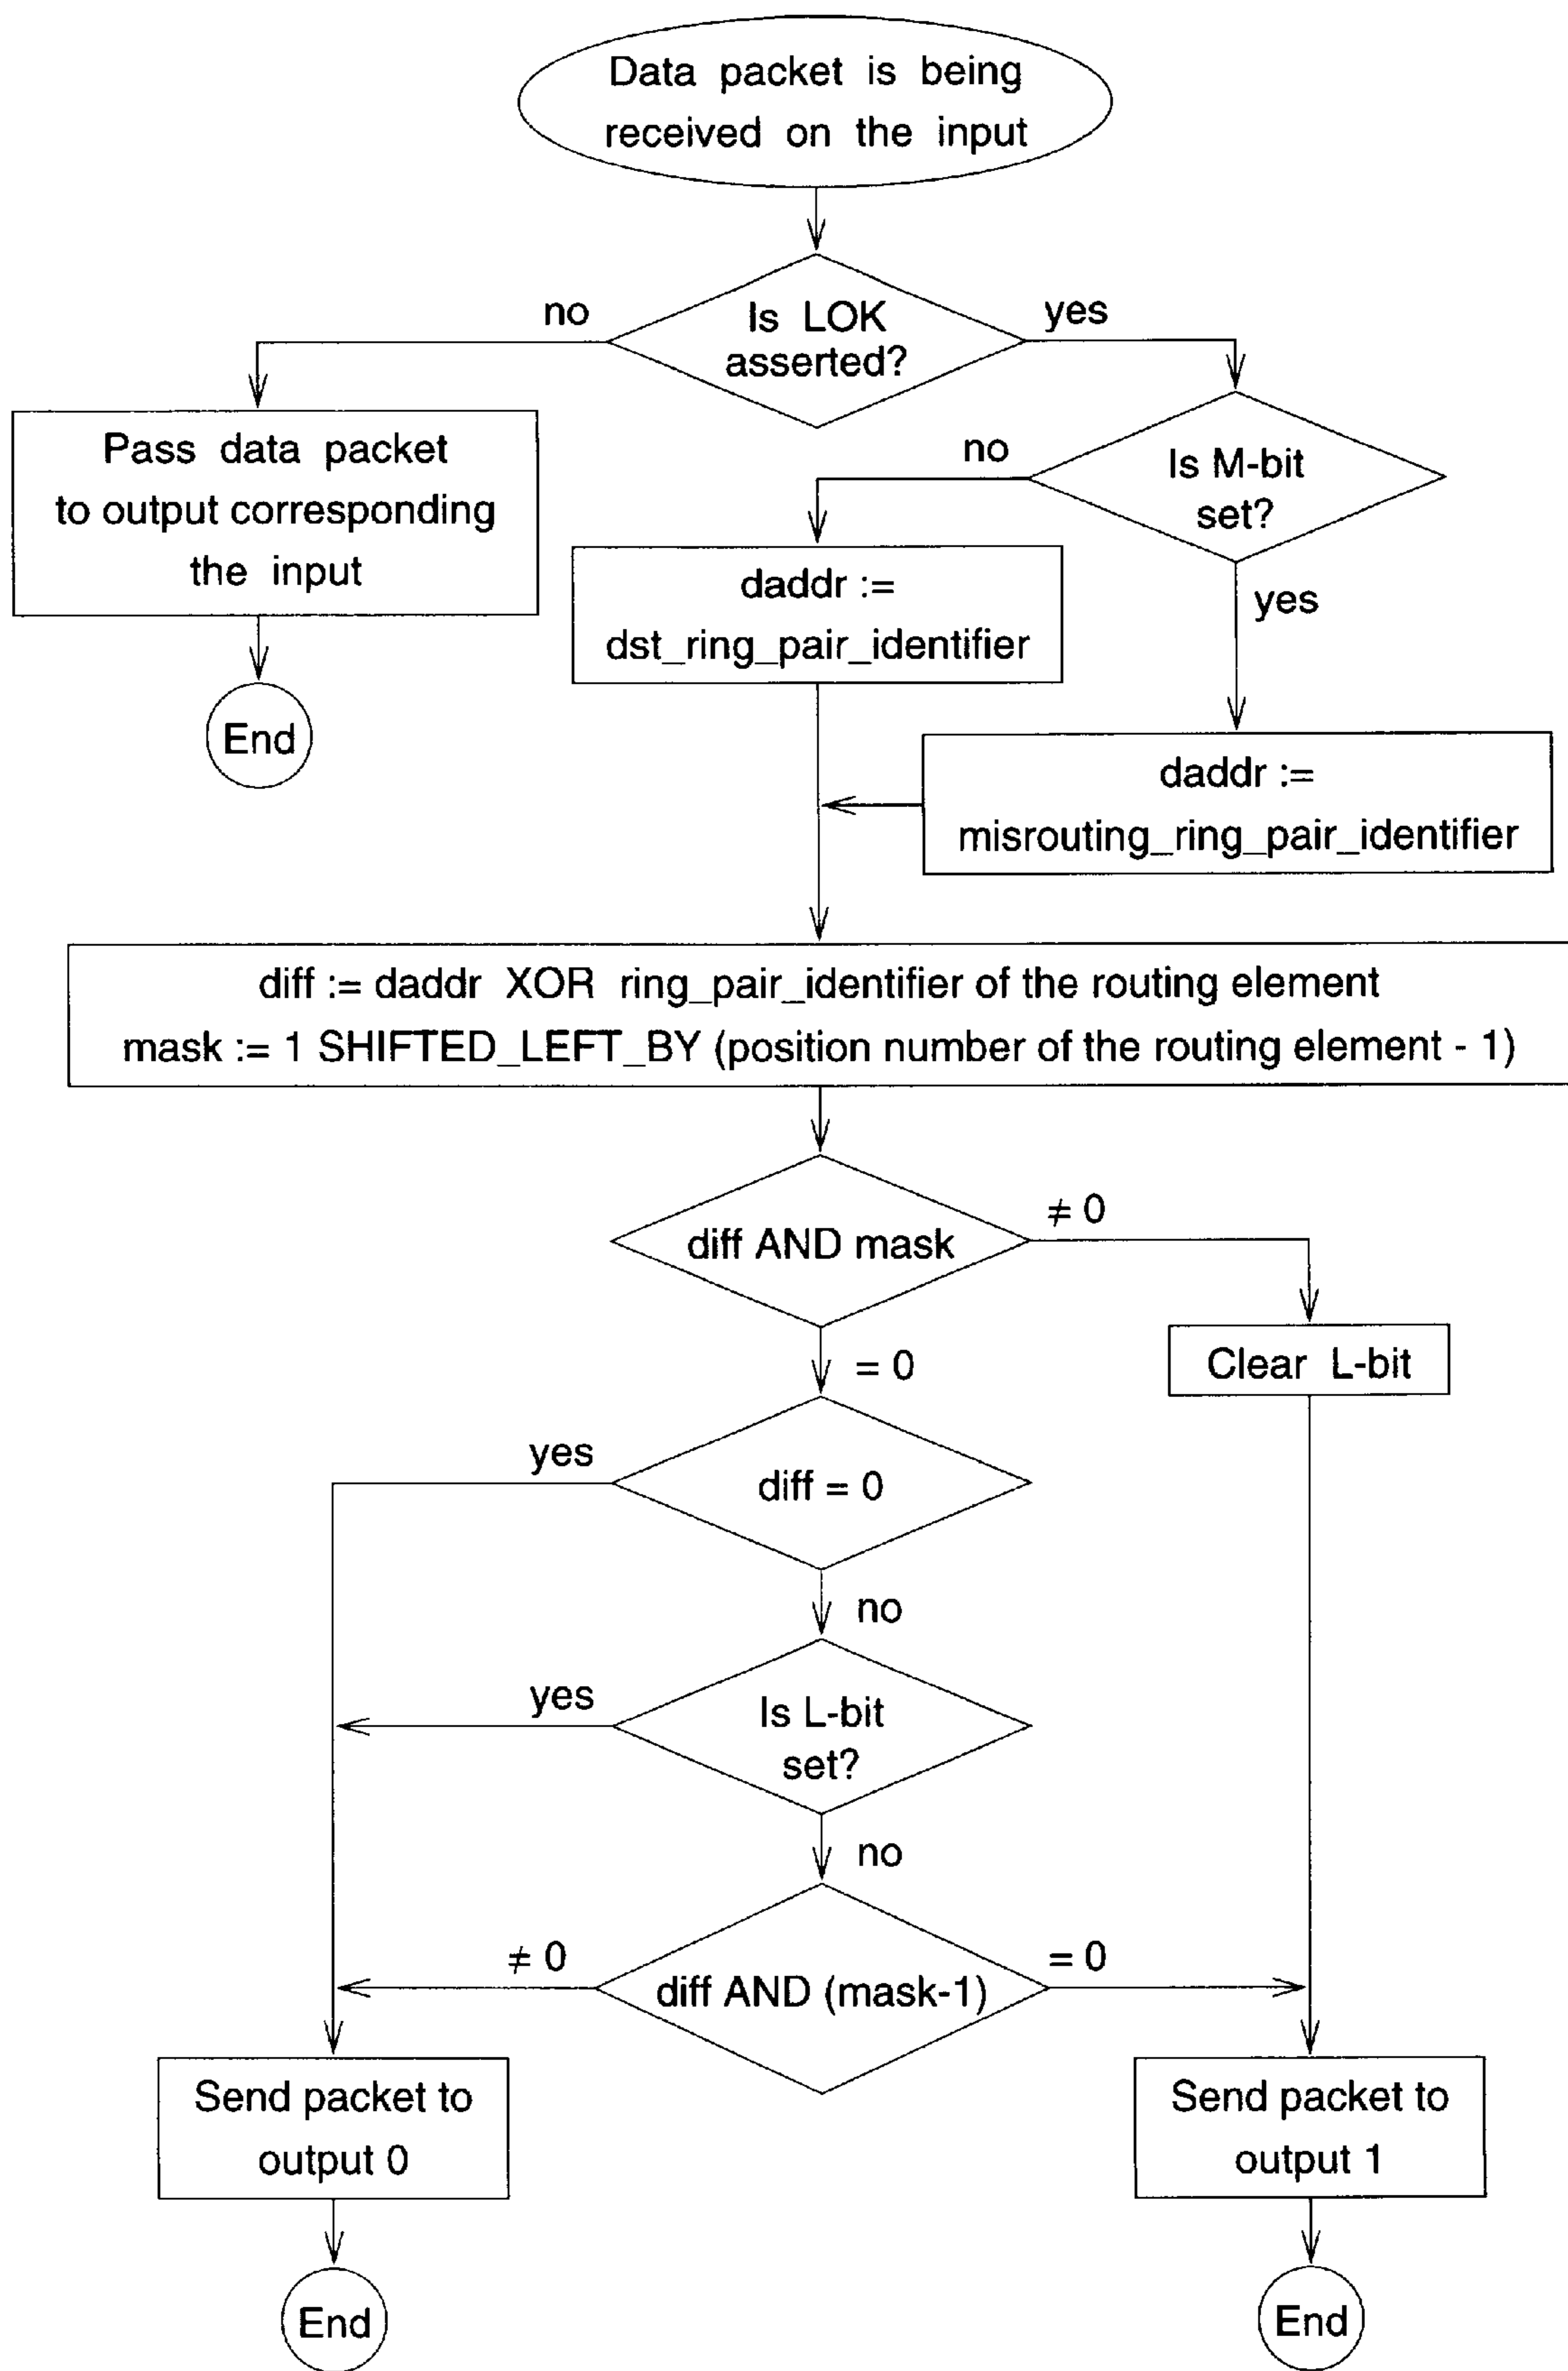 Data packet is being
received on the input
no
Is LOK
asserted?
yes
Pass data packet
to output corresponding
the input
no
Is M-bit
set?
daddr :=
dst_ring_pair_identifier
yes
End
daddr :=
misrouting_ring_pair_identifier
diff := daddr XOR ring_pair_identifier of the routing element
mask := 1 SHIFTED_LEFT_BY (position number of the routing element - 1)
diff AND mask
≠ 0
= 0
Clear L-bit
yes
diff = 0
no
yes
Is L-bit
set?
no
≠ 0
diff AND (mask-1)
= 0
Send packet to
output 0
Send packet to
output 1
End
End